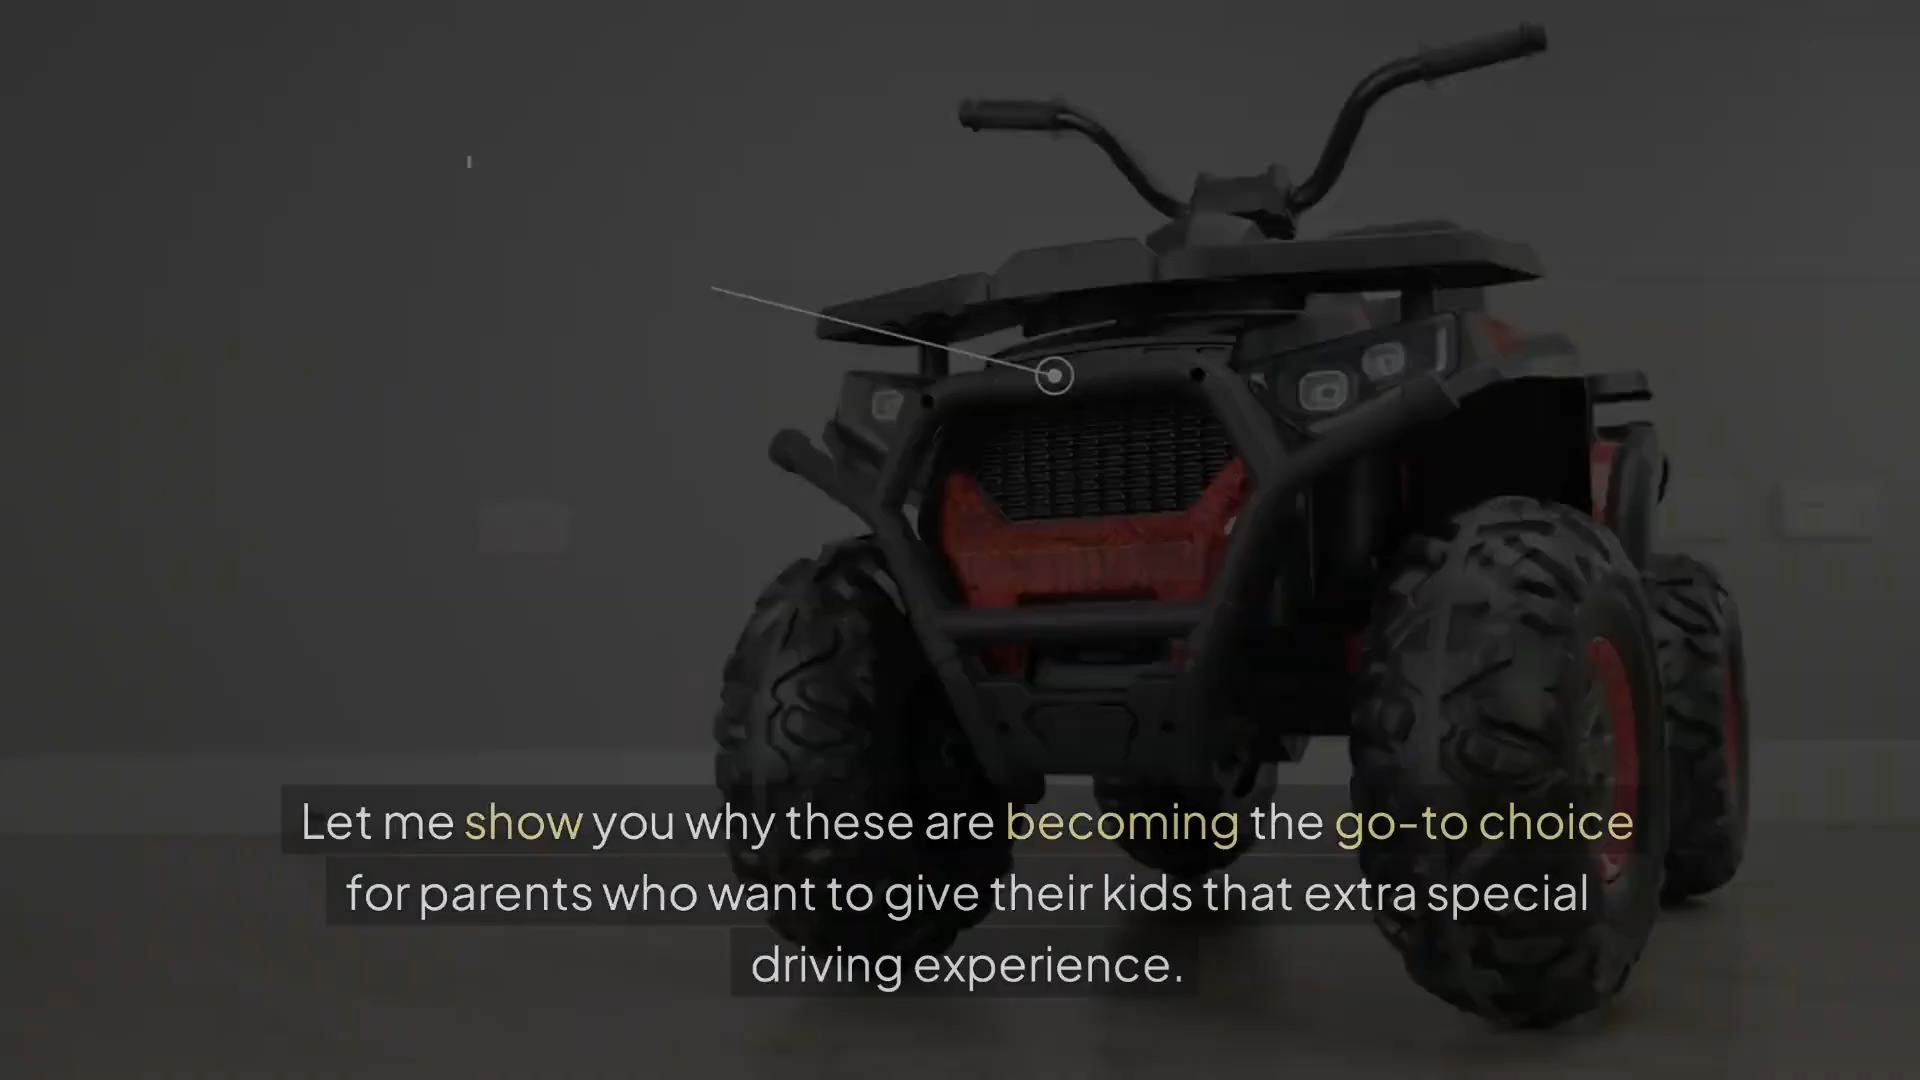 Let me show you why these are becoming the go-to choice
for parents who want to give their kids that extra special
driving experience.